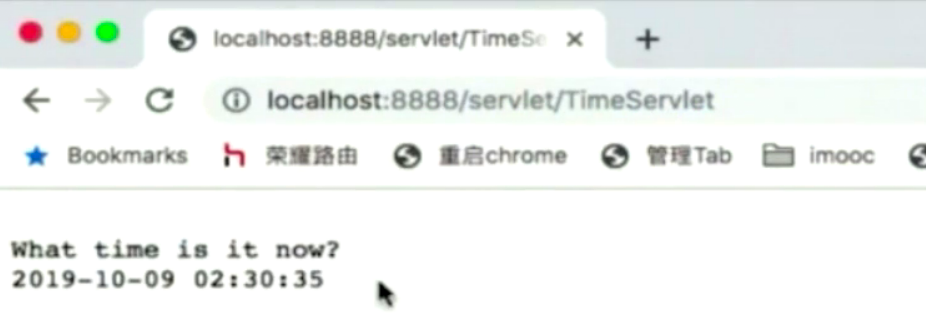 localhost:8888/servlet/TimeSe
localhost:8888/servlet/TimeServlet
Bookmarks 荣耀路由 重启chrome 管理Tab imooc
What time is it now?
2019-10-09 02:30:35